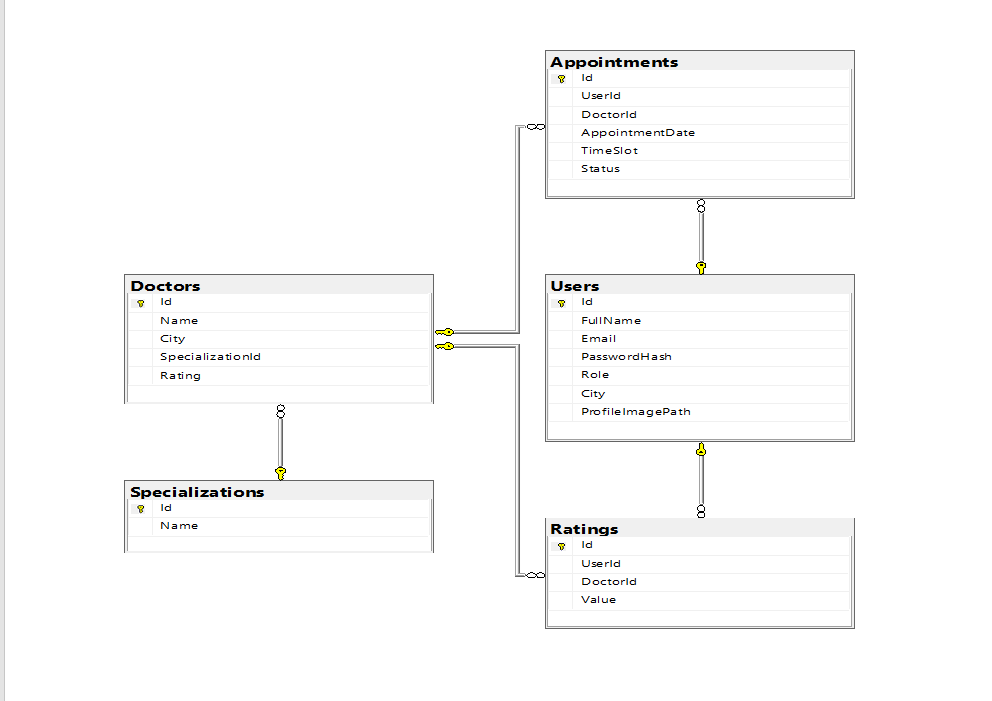 Appointments
Id
UserId
DoctorId
AppointmentDate
TimeSlot
Status
Doctors
Id
Name
City
SpecializationId
Rating
Users
Id
FullName
Email
PasswordHash
Role
City
ProfileImagePath
Specializations
Id
Name
Ratings
Id
UserId
DoctorId
Value